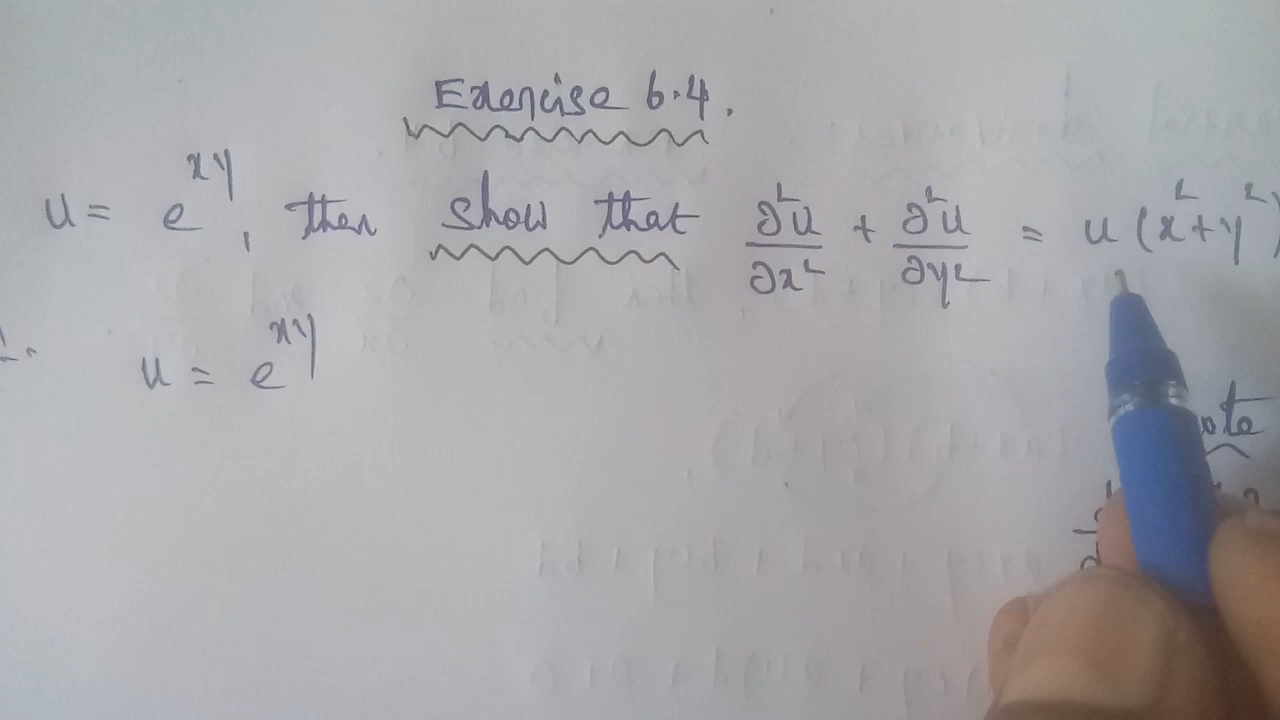 Exercise 6.4.
u = e^xy, then show that ∂²u/∂x² + ∂²u/∂y² = u(x²+y²)
u = e^xy